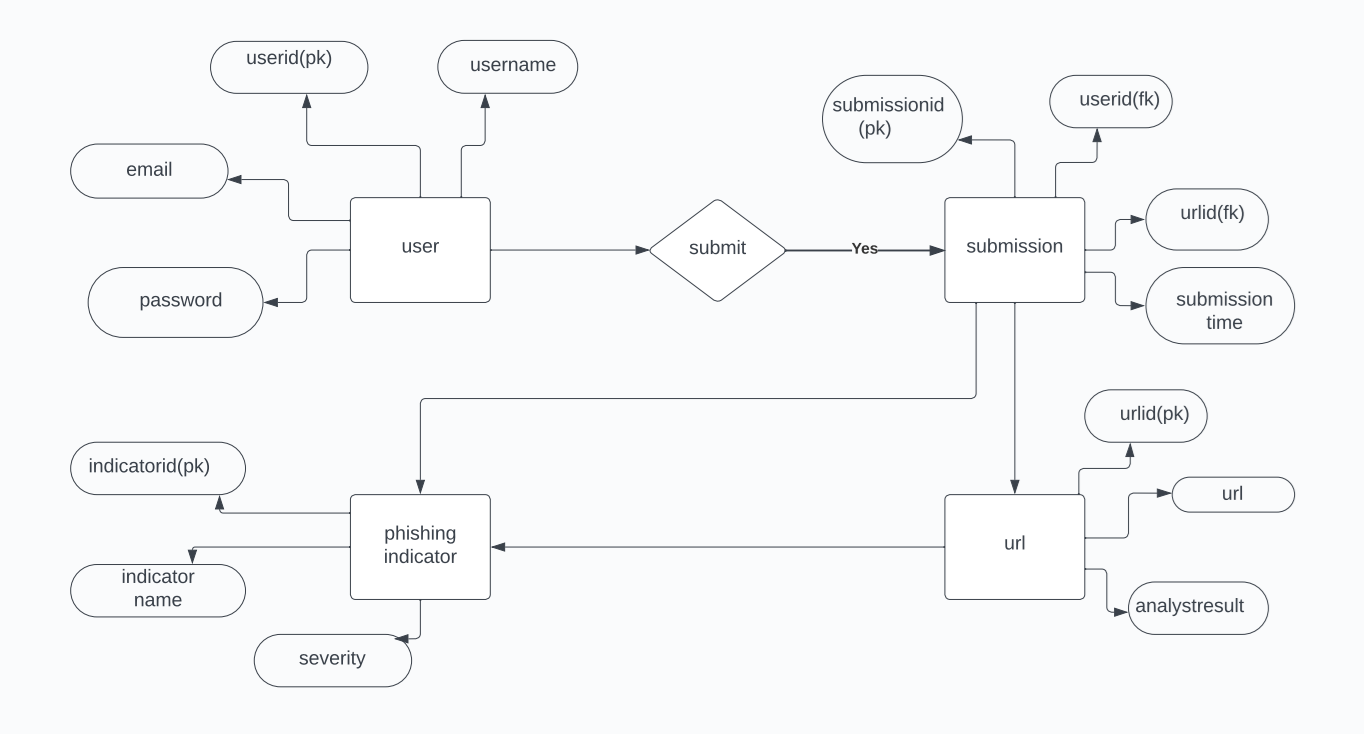 userid(pk)
username
submissionid
(pk)
userid(fk)
email
urlid(fk)
user
submit
Yes
submission
password
submission
time
urlid(pk)
indicatorid(pk)
url
phishing
indicator
url
indicator
name
analystresult
severity